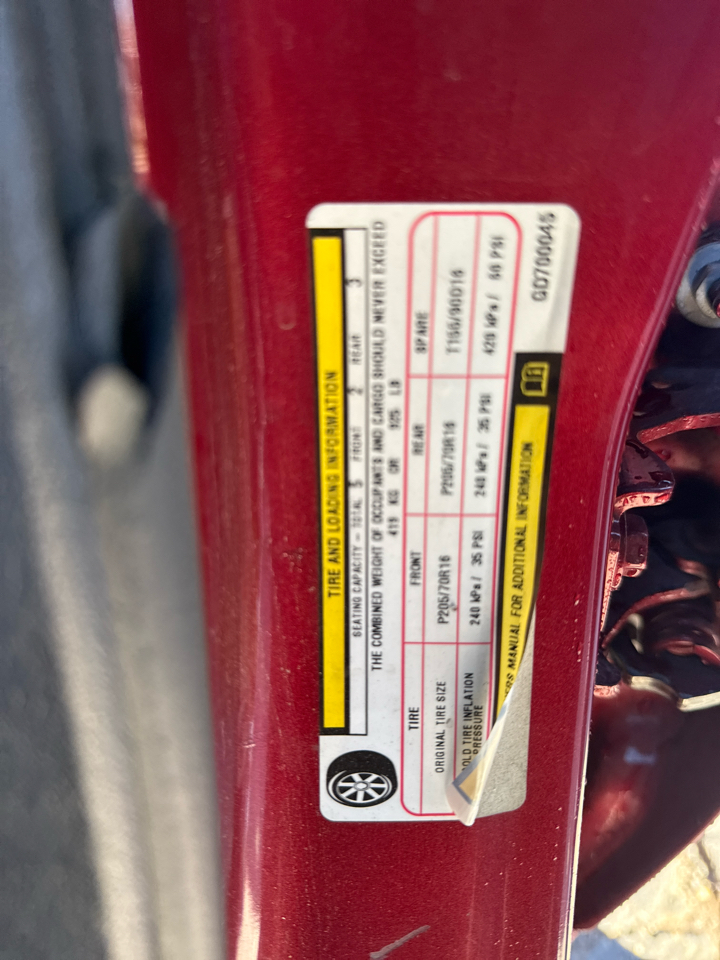 TIRE AND LOADING INFORMATION
SEATING CAPACITY – TOTAL 5 FRONT 2 REAR 3
THE COMBINED WEIGHT OF OCCUPANTS AND CARGO SHOULD NEVER EXCEED
419 KG OR 925 LB
TIRE FRONT REAR SPARE
ORIGINAL TIRE SIZE P205/70R16 P205/70R16 T155/90D16
OLD TIRE INFLATION PRESSURE 240 kPa / 35 PSI 240 kPa / 35 PSI 420 kPa / 60 PSI
ERS MANUAL FOR ADDITIONAL INFORMATION
GD700045